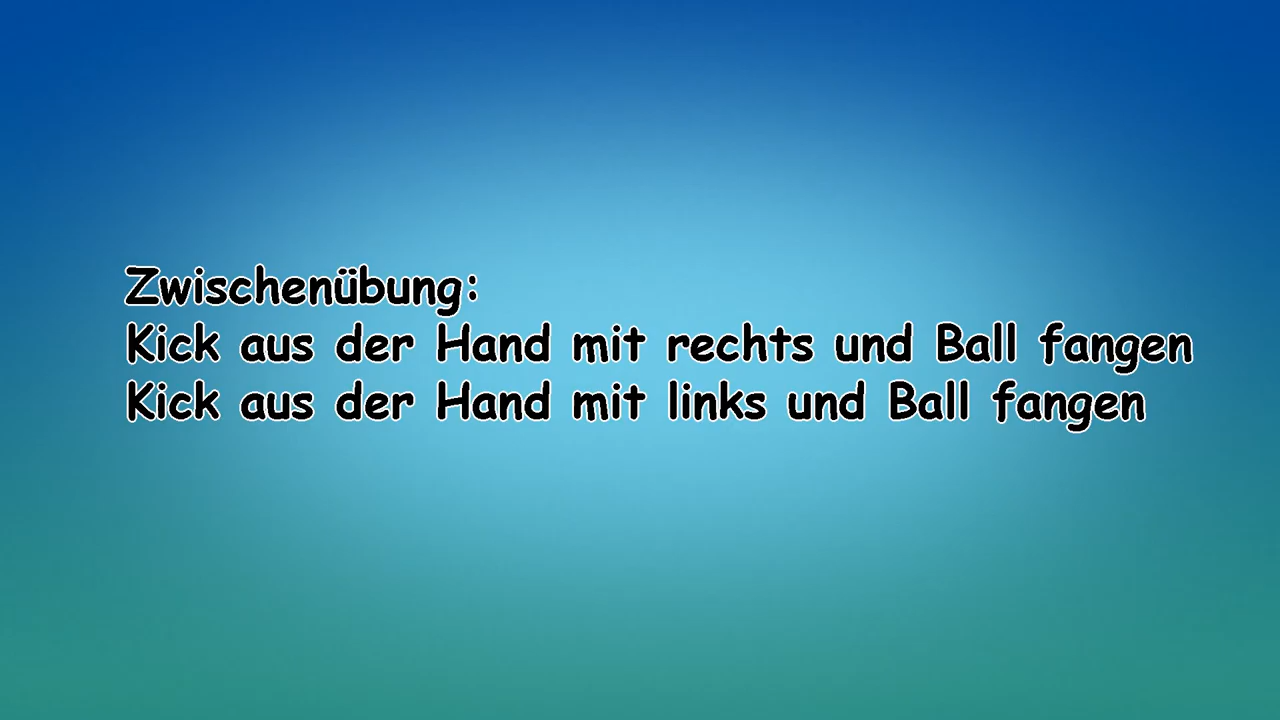 Zwischenübung:
Kick aus der Hand mit rechts und Ball fangen
Kick aus der Hand mit links und Ball fangen